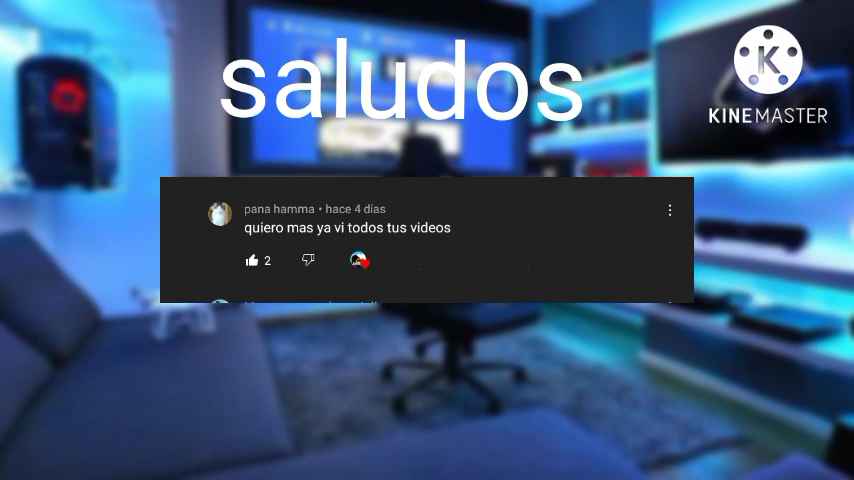 saludos
KINEMASTER
pana hamma • hace 4 días
quiero mas ya vi todos tus videos
2